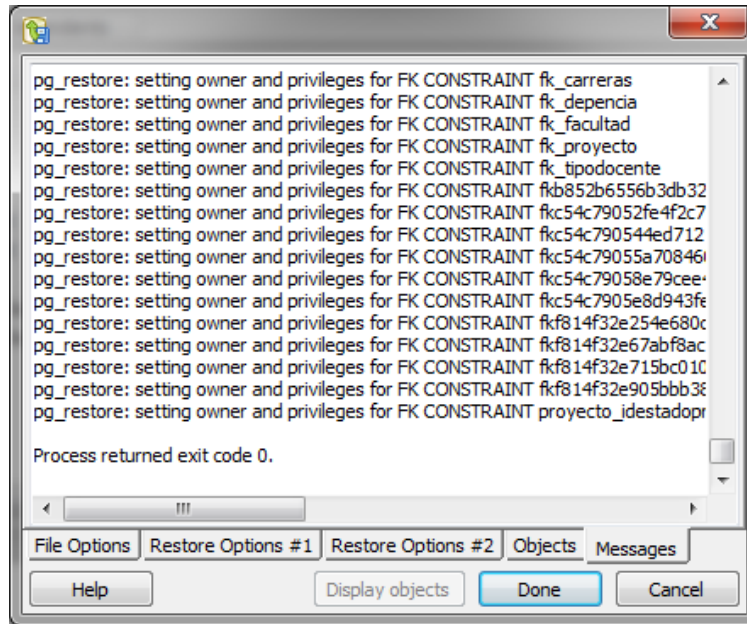 pg_restore: setting owner and privileges for FK CONSTRAINT fk_carreras
pg_restore: setting owner and privileges for FK CONSTRAINT fk_depencia
pg_restore: setting owner and privileges for FK CONSTRAINT fk_facultad
pg_restore: setting owner and privileges for FK CONSTRAINT fk_proyecto
pg_restore: setting owner and privileges for FK CONSTRAINT fk_tipodocente
pg_restore: setting owner and privileges for FK CONSTRAINT fkb852b6556b3db32
pg_restore: setting owner and privileges for FK CONSTRAINT fkc54c79052fe4f2c7
pg_restore: setting owner and privileges for FK CONSTRAINT fkc54c790544ed712
pg_restore: setting owner and privileges for FK CONSTRAINT fkc54c79055a70846
pg_restore: setting owner and privileges for FK CONSTRAINT fkc54c79058e79cee
pg_restore: setting owner and privileges for FK CONSTRAINT fkc54c7905e8d943fe
pg_restore: setting owner and privileges for FK CONSTRAINT fkf814f32e254e680c
pg_restore: setting owner and privileges for FK CONSTRAINT fkf814f32e67abf8ac
pg_restore: setting owner and privileges for FK CONSTRAINT fkf814f32e715bc010
pg_restore: setting owner and privileges for FK CONSTRAINT fkf814f32e905bbb38
pg_restore: setting owner and privileges for FK CONSTRAINT proyecto_idestadopr
Process returned exit code 0.
File Options Restore Options #1 Restore Options #2 Objects Messages
Help Display objects Done Cancel